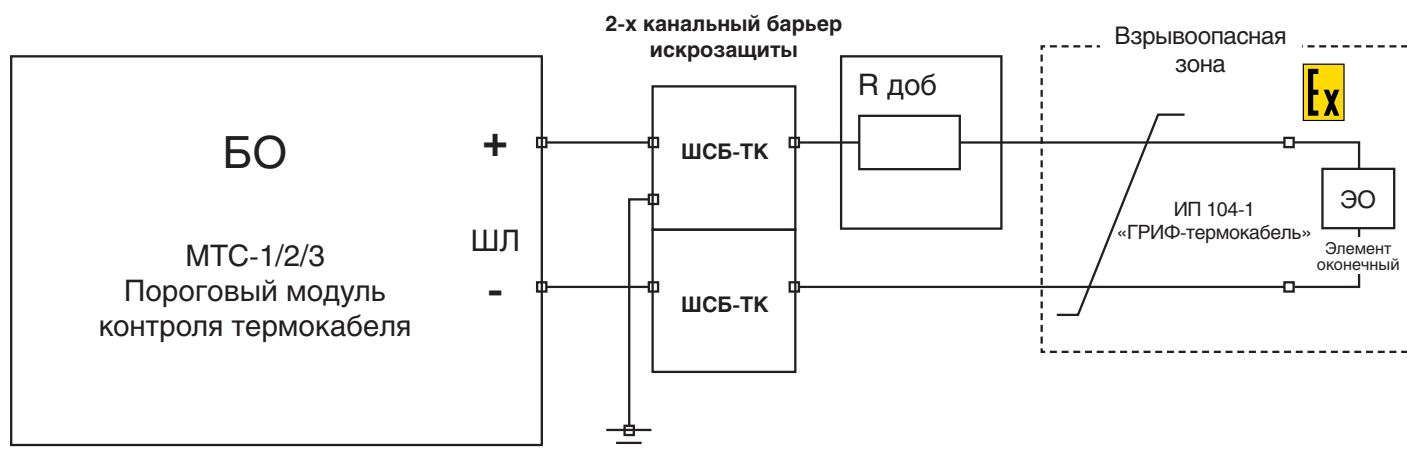 2-х канальный барьер
искрозащиты
БО
МТС-1/2/3
Пороговый модуль
контроля термокабеля
+
ШЛ
-
ШСБ-ТК
ШСБ-ТК
R доб
Взрывоопасная
зона
Ex
ИП 104-1
«ГРИФ-термокабель»
ЭО
Элемент
оконечный